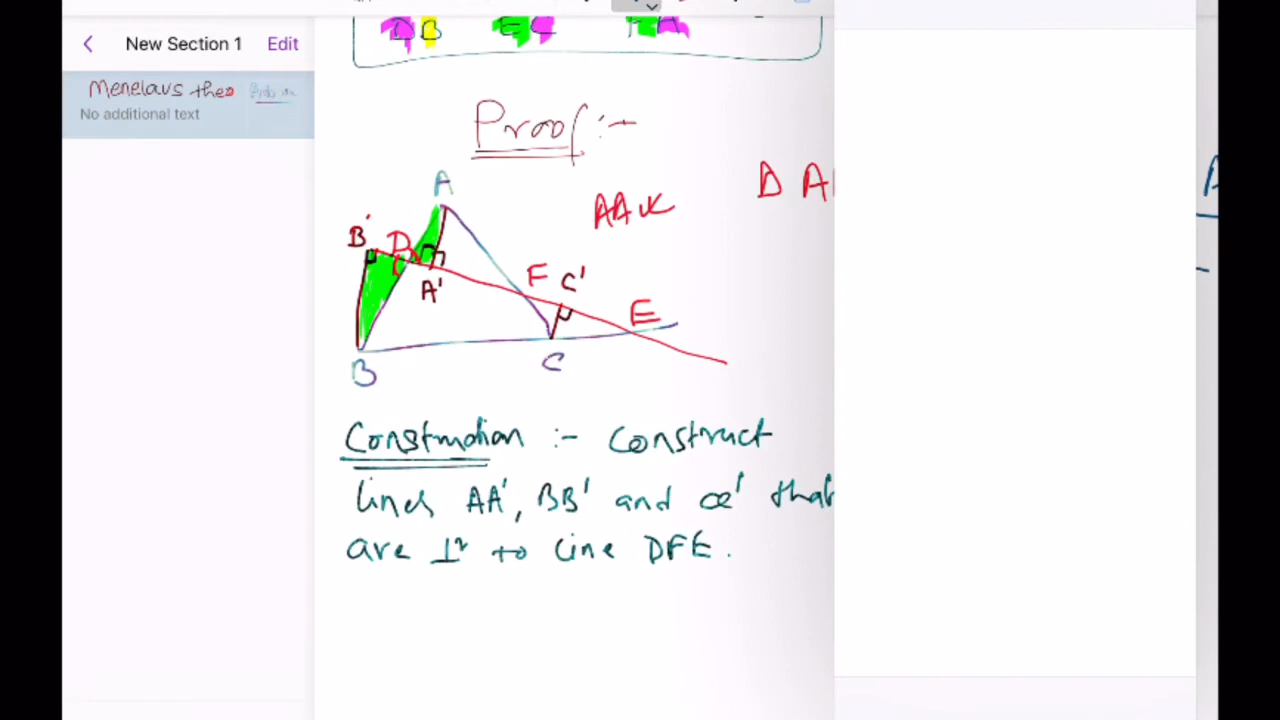 New Section 1 Edit
Menelaus theo
No additional text
D B E C F A
Proof :-
A
AA
Δ A
B' D
A' F C' E
B C
Construction :- Construct
lines AA', BB' and CC' that
are ⊥r to line DFE.